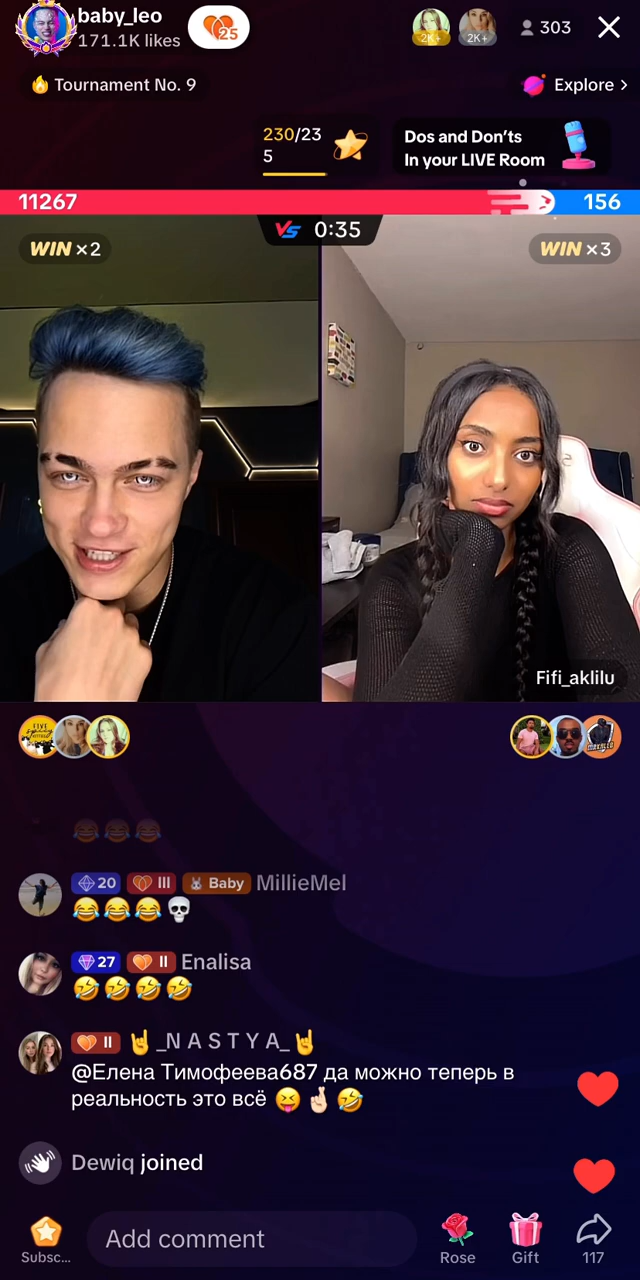 baby_leo
171.1K likes
25
2K+
2K+
303
Tournament No. 9
Explore >
230/23
5
Dos and Don'ts
In your LIVE Room
11267
156
VS 0:35
WIN ×2
WIN ×3
Fifi_aklilu
😂😂😂
20 III Baby MillieMel
😂😂😂💀
27 II Enalisa
🤣🤣🤣🤣
II 🤘_N A S T Y A_🤘
@Елена Тимофеева687 да можно теперь в
реальность это всё 😝🤞🏻🤣
Dewiq joined
Subsc...
Add comment
Rose
Gift
117